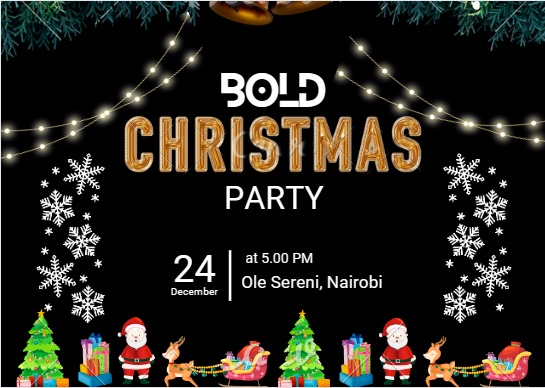 BOLD
CHRISTMAS
PARTY
24
December
at 5.00 PM
Ole Sereni, Nairobi